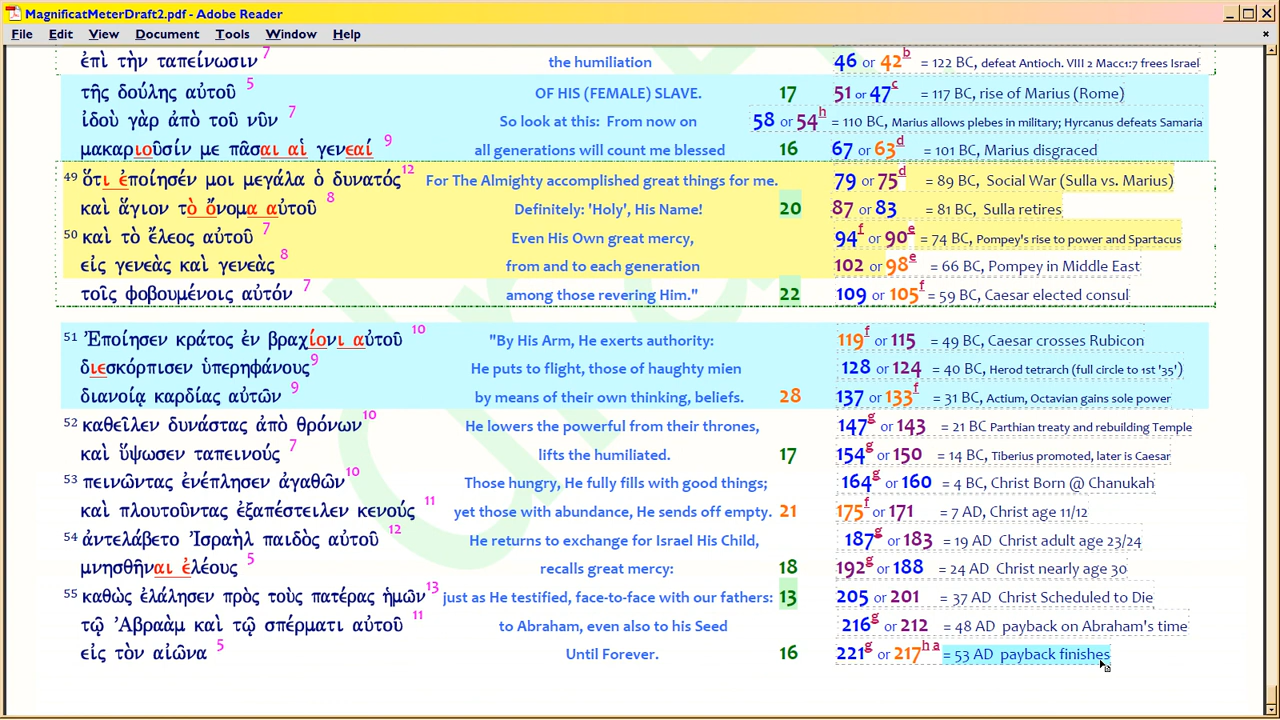 MagnificatMeterDraft2.pdf - Adobe Reader
File Edit View Document Tools Window Help
ἐπὶ τὴν ταπείνωσιν 7 the humiliation 46 or 42 b = 122 BC, defeat Antioch. VIII 2 Macc1:7 frees Israel
τῆς δούλης αὐτοῦ 5 OF HIS (FEMALE) SLAVE. 17 51 or 47 c = 117 BC, rise of Marius (Rome)
ἰδοὺ γὰρ ἀπὸ τοῦ νῦν 7 So look at this: From now on 58 or 54 h = 110 BC, Marius allows plebes in military; Hyrcanus defeats Samaria
μακαριοῦσίν με πᾶσαι αἱ γενεαί 9 all generations will count me blessed 16 67 or 63 d = 101 BC, Marius disgraced
49 ὅτι ἐποίησέν μοι μεγάλα ὁ δυνατός 12 For The Almighty accomplished great things for me. 79 or 75 d = 89 BC, Social War (Sulla vs. Marius)
καὶ ἅγιον τὸ ὄνομα αὐτοῦ 8 Definitely: 'Holy', His Name! 20 87 or 83 = 81 BC, Sulla retires
50 καὶ τὸ ἔλεος αὐτοῦ 7 Even His Own great mercy, 94 f or 90 e = 74 BC, Pompey's rise to power and Spartacus
εἰς γενεὰς καὶ γενεὰς 8 from and to each generation 102 or 98 e = 66 BC, Pompey in Middle East
τοῖς φοβουμένοις αὐτόν 7 among those revering Him." 22 109 or 105 f = 59 BC, Caesar elected consul
51 Ἐποίησεν κράτος ἐν βραχίονι αὐτοῦ 10 "By His Arm, He exerts authority: 119 f or 115 = 49 BC, Caesar crosses Rubicon
διεσκόρπισεν ὑπερηφάνους 9 He puts to flight, those of haughty mien 128 or 124 = 40 BC, Herod tetrarch (full circle to 1st '35')
διανοίᾳ καρδίας αὐτῶν 9 by means of their own thinking, beliefs. 28 137 or 133 f = 31 BC, Actium, Octavian gains sole power
52 καθεῖλεν δυνάστας ἀπὸ θρόνων 10 He lowers the powerful from their thrones, 147 g or 143 = 21 BC Parthian treaty and rebuilding Temple
καὶ ὕψωσεν ταπεινούς 7 lifts the humiliated. 17 154 g or 150 = 14 BC, Tiberius promoted, later is Caesar
53 πεινῶντας ἐνέπλησεν ἀγαθῶν 10 Those hungry, He fully fills with good things; 164 g or 160 = 4 BC, Christ Born @ Chanukah
καὶ πλουτοῦντας ἐξαπέστειλεν κενούς 11 yet those with abundance, He sends off empty. 21 175 f or 171 = 7 AD, Christ age 11/12
54 ἀντελάβετο Ἰσραὴλ παιδὸς αὐτοῦ 12 He returns to exchange for Israel His Child, 187 g or 183 = 19 AD Christ adult age 23/24
μνησθῆναι ἐλέους 5 recalls great mercy: 18 192 g or 188 = 24 AD Christ nearly age 30
55 καθὼς ἐλάλησεν πρὸς τοὺς πατέρας ἡμῶν 13 just as He testified, face-to-face with our fathers: 13 205 or 201 = 37 AD Christ Scheduled to Die
τῷ Ἀβραὰμ καὶ τῷ σπέρματι αὐτοῦ 11 to Abraham, even also to his Seed 216 g or 212 = 48 AD payback on Abraham's time
εἰς τὸν αἰῶνα 5 Until Forever. 16 221 g or 217 h a = 53 AD payback finishes